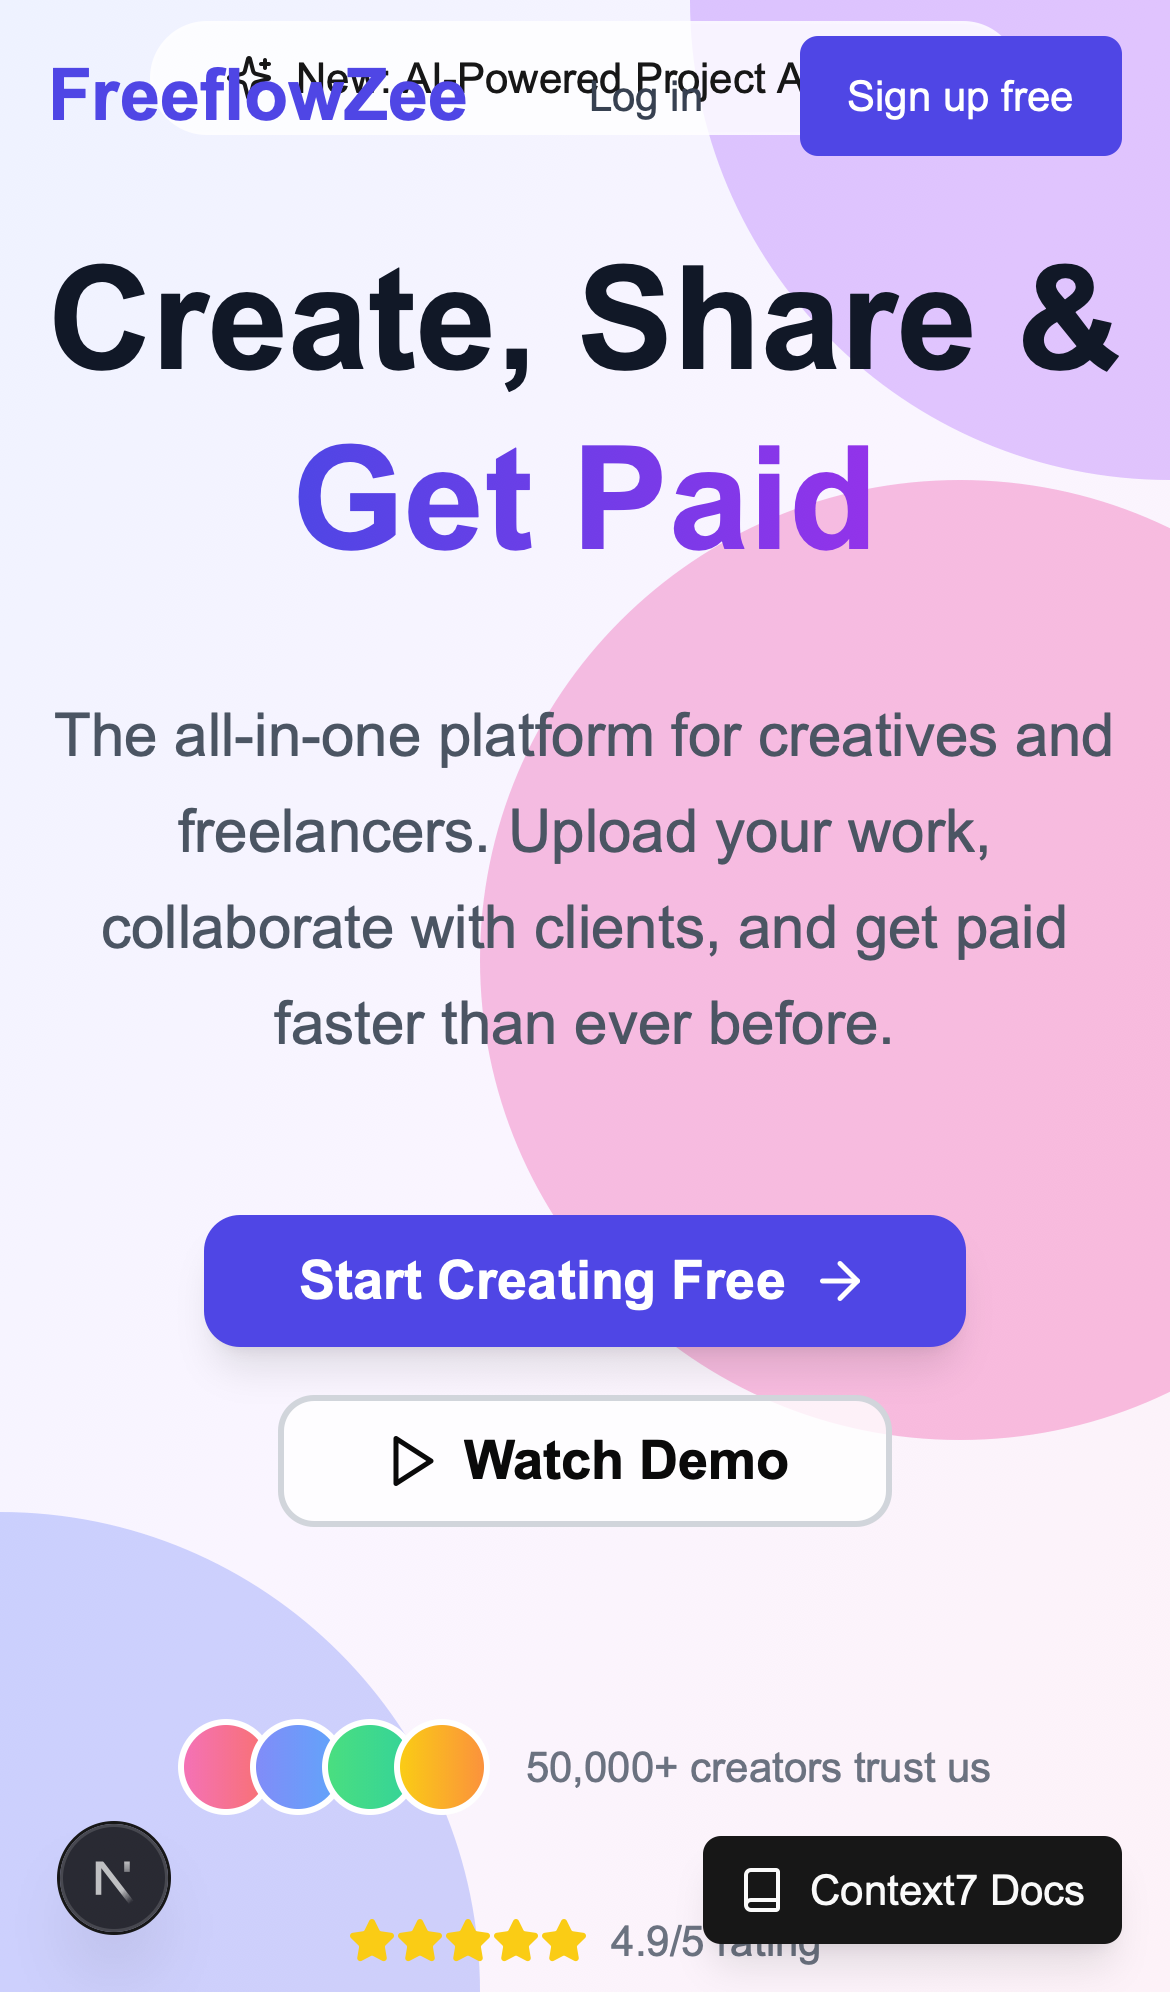 New: AI-Powered Project A
FreeflowZee
Log in
Sign up free
Create, Share &
Get Paid
The all-in-one platform for creatives and
freelancers. Upload your work,
collaborate with clients, and get paid
faster than ever before.
Start Creating Free
Watch Demo
50,000+ creators trust us
Context7 Docs
4.9/5 rating